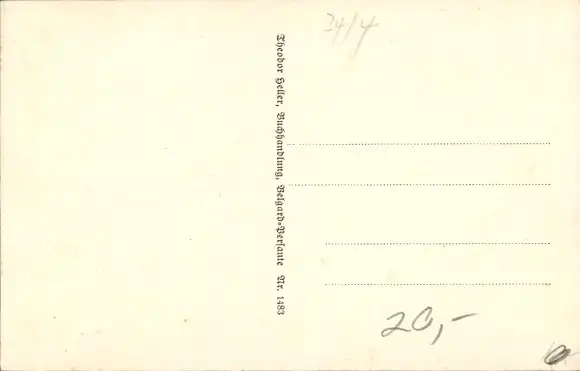 34/4
Theodor Heller, Buchhandlung, Belgard=Persante Nr. 1483
20,-